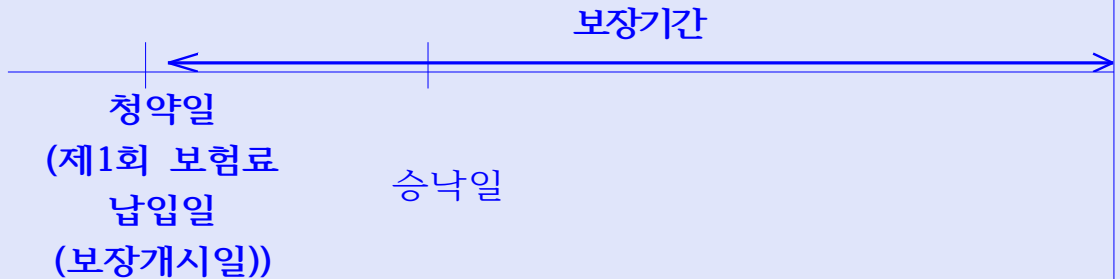 보장기간
청약일
(제1회 보험료
납입일
(보장개시일))
승낙일